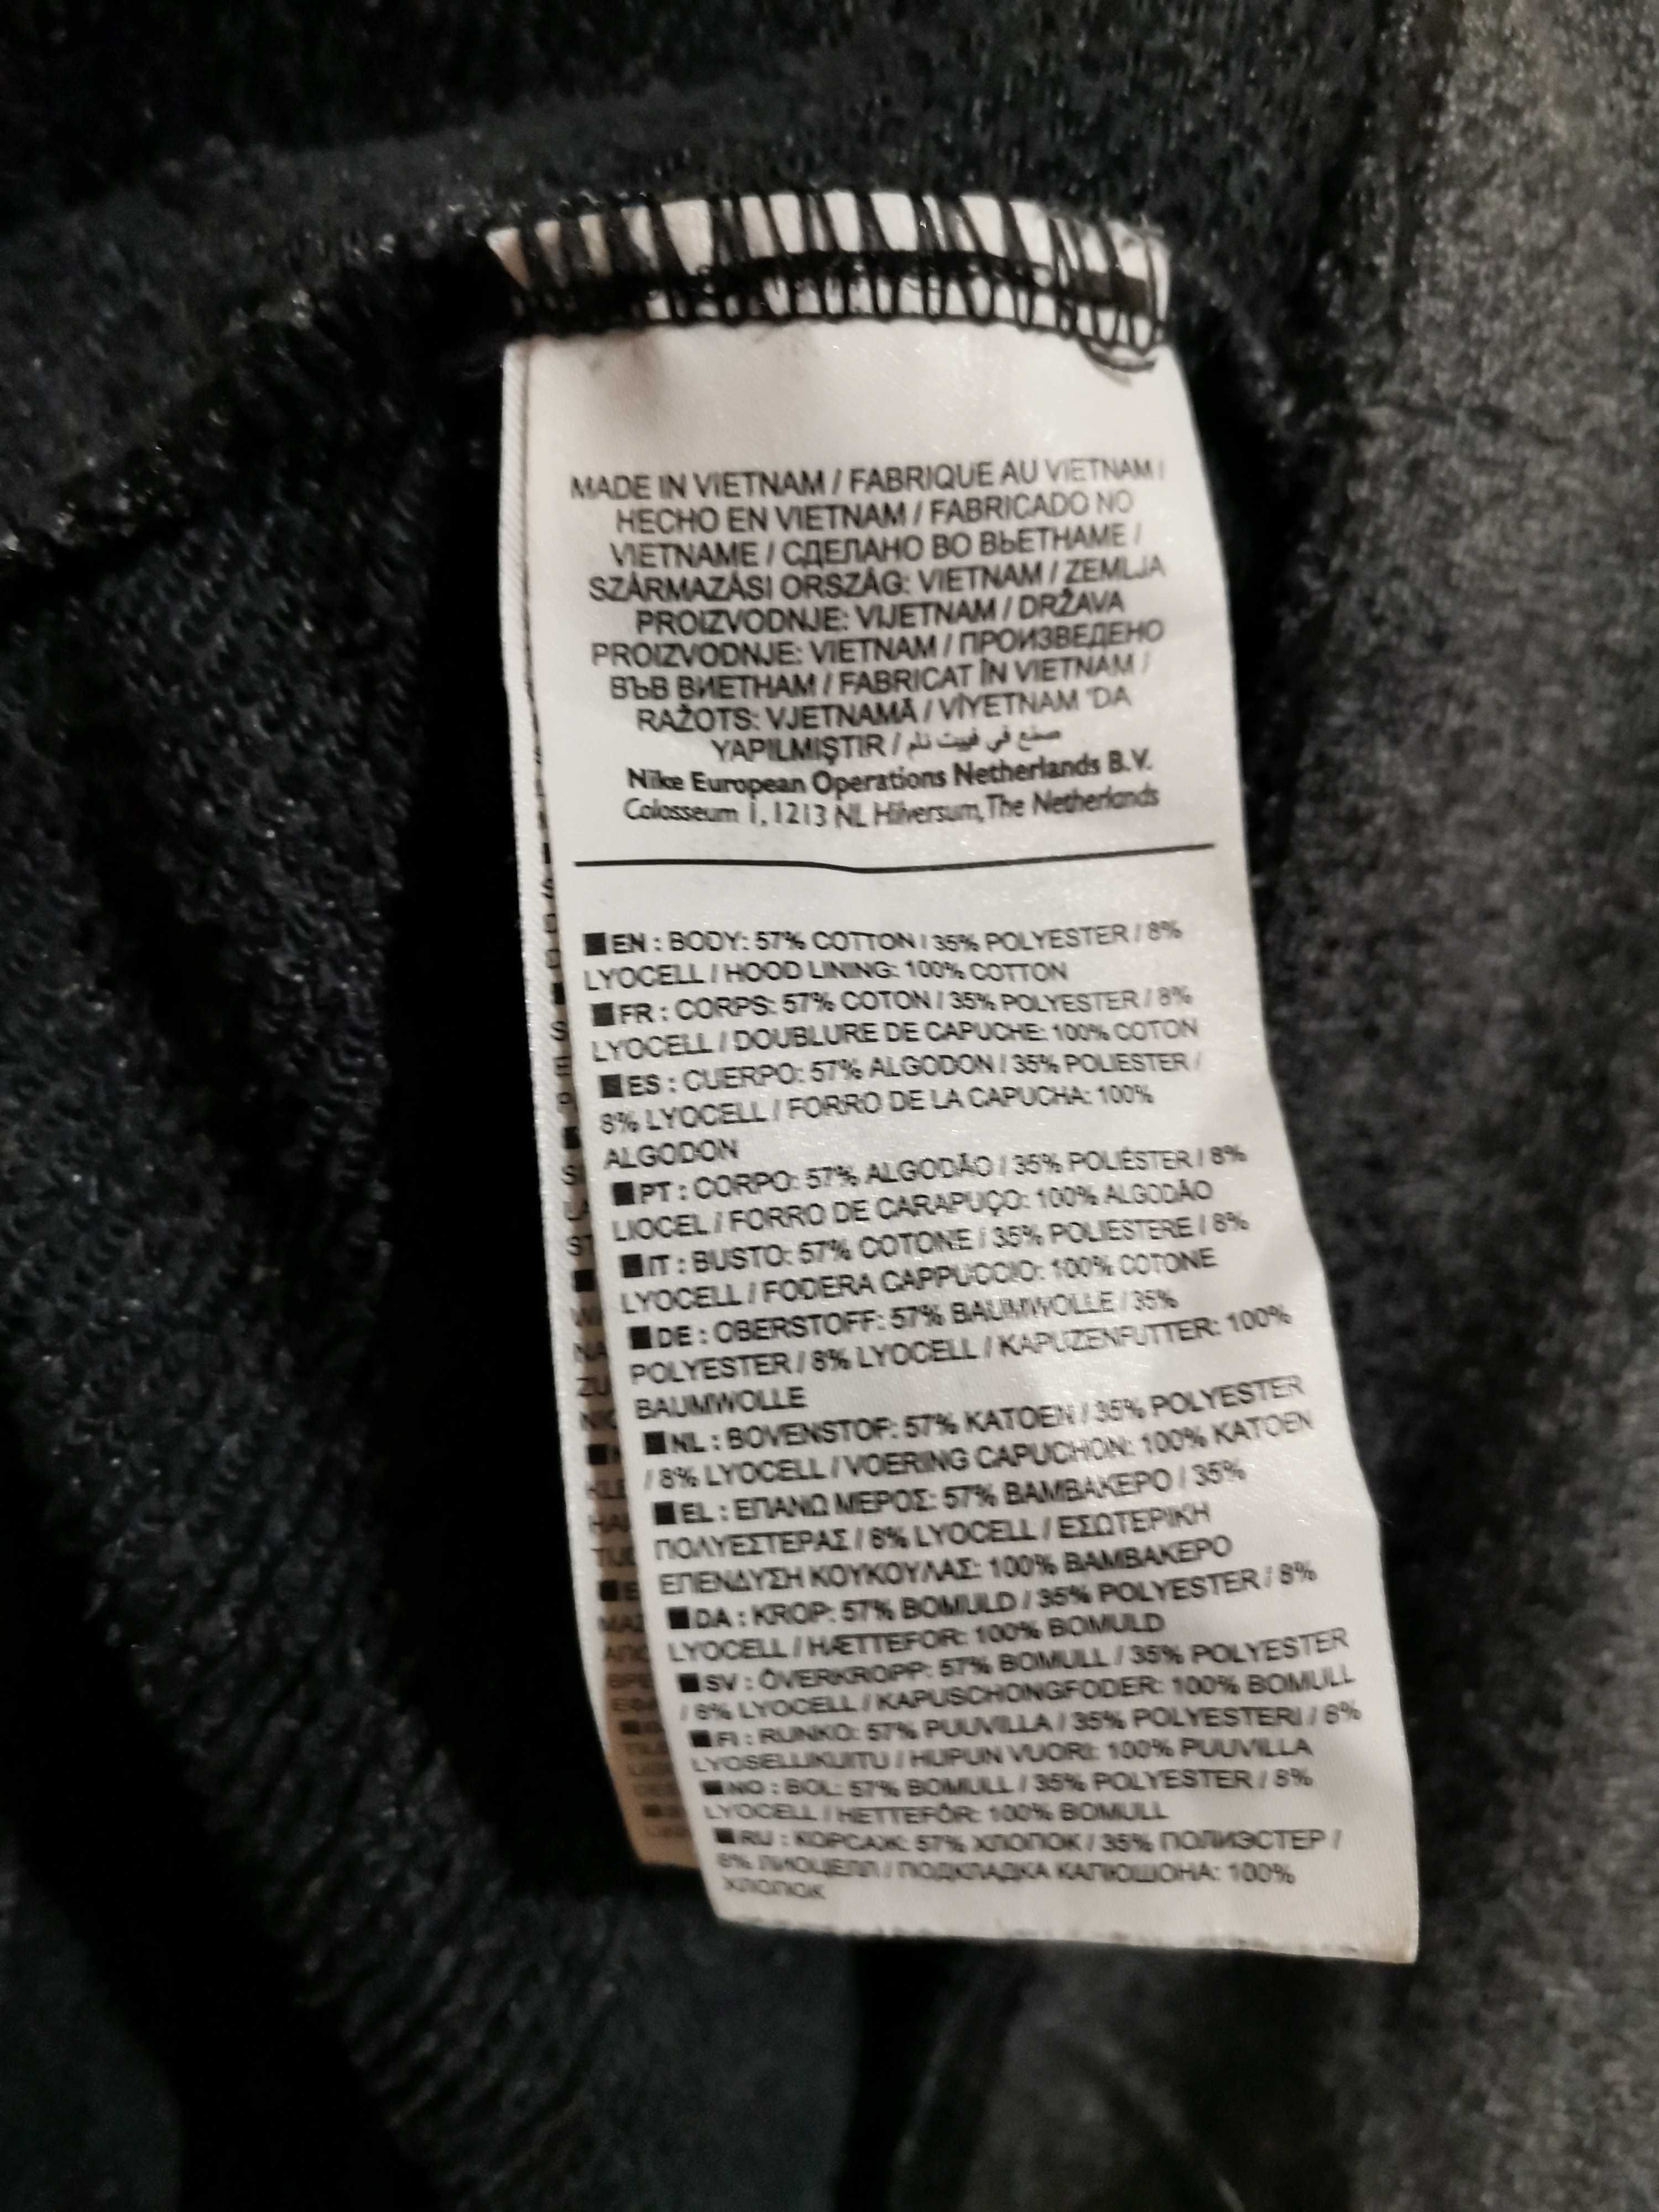 MADE IN VIETNAM / FABRIQUE AU VIETNAM /
HECHO EN VIETNAM / FABRICADO NO
VIETNAME / СДЕЛАНО ВО ВЬЕТНАМЕ /
SZÁRMAZÁSI ORSZÁG: VIETNAM / ZEMLJA
PROIZVODNJE: VIJETNAM / DRŽAVA
PROIZVODNJE: VIETNAM / ПРОИЗВЕДЕНО
ВЪВ ВИЕТНАМ / FABRICAT ÎN VIETNAM /
RAŽOTS: VJETNAMĀ / VİYETNAM 'DA
YAPILMIŞTIR / صنع في فييت نام
Nike European Operations Netherlands B.V.
Colosseum 1, 1213 NL Hilversum, The Netherlands
■EN : BODY: 57% COTTON / 35% POLYESTER / 8%
LYOCELL / HOOD LINING: 100% COTTON
■FR : CORPS: 57% COTON / 35% POLYESTER / 8%
LYOCELL / DOUBLURE DE CAPUCHE: 100% COTON
■ES : CUERPO: 57% ALGODON / 35% POLIESTER /
8% LYOCELL / FORRO DE LA CAPUCHA: 100%
ALGODON
■PT : CORPO: 57% ALGODÃO / 35% POLIÉSTER / 8%
LIOCEL / FORRO DE CARAPUÇO: 100% ALGODÃO
■IT : BUSTO: 57% COTONE / 35% POLIESTERE / 8%
LYOCELL / FODERA CAPPUCCIO: 100% COTONE
■DE : OBERSTOFF: 57% BAUMWOLLE / 35%
POLYESTER / 8% LYOCELL / KAPUZENFUTTER: 100%
BAUMWOLLE
■NL : BOVENSTOF: 57% KATOEN / 35% POLYESTER
/ 8% LYOCELL / VOERING CAPUCHON: 100% KATOEN
■EL : ΕΠΑΝΩ ΜΕΡΟΣ: 57% ΒΑΜΒΑΚΕΡΟ / 35%
ΠΟΛΥΕΣΤΕΡΑΣ / 8% LYOCELL / ΕΣΩΤΕΡΙΚΗ
ΕΠΕΝΔΥΣΗ ΚΟΥΚΟΥΛΑΣ: 100% ΒΑΜΒΑΚΕΡΟ
■DA : KROP: 57% BOMULD / 35% POLYESTER / 8%
LYOCELL / HÆTTEFOR: 100% BOMULD
■SV : ÖVERKROPP: 57% BOMULL / 35% POLYESTER
/ 8% LYOCELL / KAPUSCHONGFODER: 100% BOMULL
■FI : RUNKO: 57% PUUVILLA / 35% POLYESTERI / 8%
LYOSELLIKUITU / HUPUN VUORI: 100% PUUVILLA
■NO : BOL: 57% BOMULL / 35% POLYESTER / 8%
LYOCELL / HETTEFÔR: 100% BOMULL
■RU : КОРСАЖ: 57% ХЛОПОК / 35% ПОЛИЭСТЕР /
8% ЛИОЦЕЛЛ / ПОДКЛАДКА КАПЮШОНА: 100%
ХЛОПОК